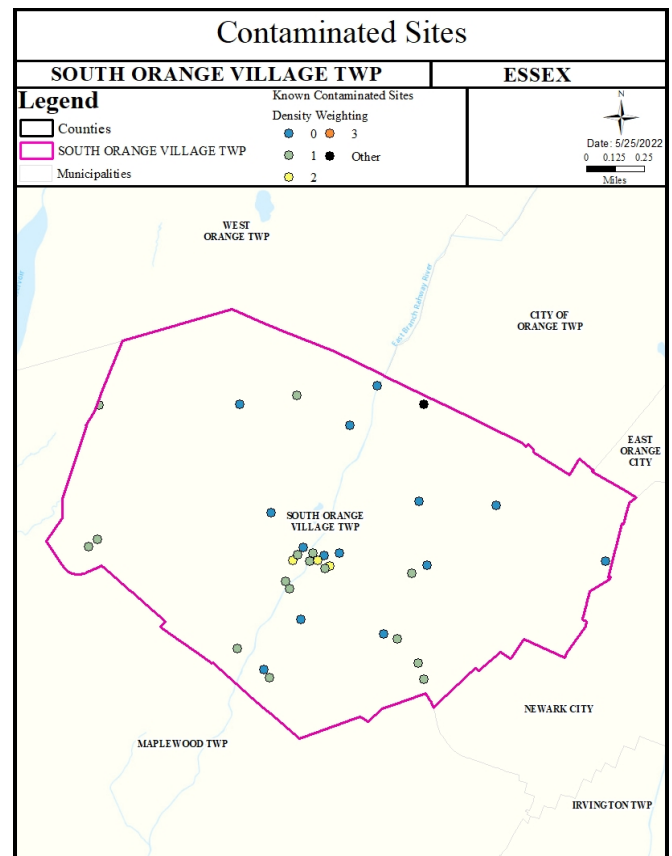 Contaminated Sites
SOUTH ORANGE VILLAGE TWP
ESSEX
Legend
Counties
SOUTH ORANGE VILLAGE TWP
Municipalities
Known Contaminated Sites
Density Weighting
0 3
1 Other
2
N
Date: 5/25/2022
0 0.125 0.25
Miles
WEST
ORANGE TWP
East Branch Rahway River
CITY OF
ORANGE TWP
EAST
ORANGE
CITY
SOUTH ORANGE
VILLAGE TWP
NEWARK CITY
MAPLEWOOD TWP
IRVINGTON TWP